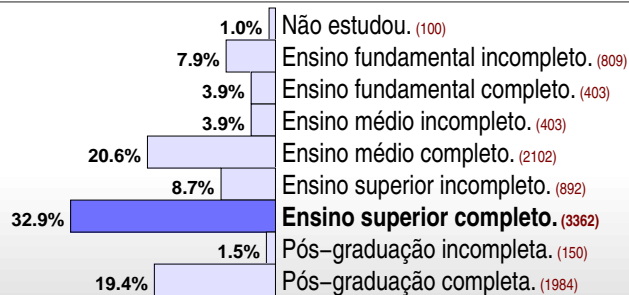 1.0% Não estudou. (100)
7.9% Ensino fundamental incompleto. (809)
3.9% Ensino fundamental completo. (403)
3.9% Ensino médio incompleto. (403)
20.6% Ensino médio completo. (2102)
8.7% Ensino superior incompleto. (892)
32.9% Ensino superior completo. (3362)
1.5% Pós−graduação incompleta. (150)
19.4% Pós−graduação completa. (1984)